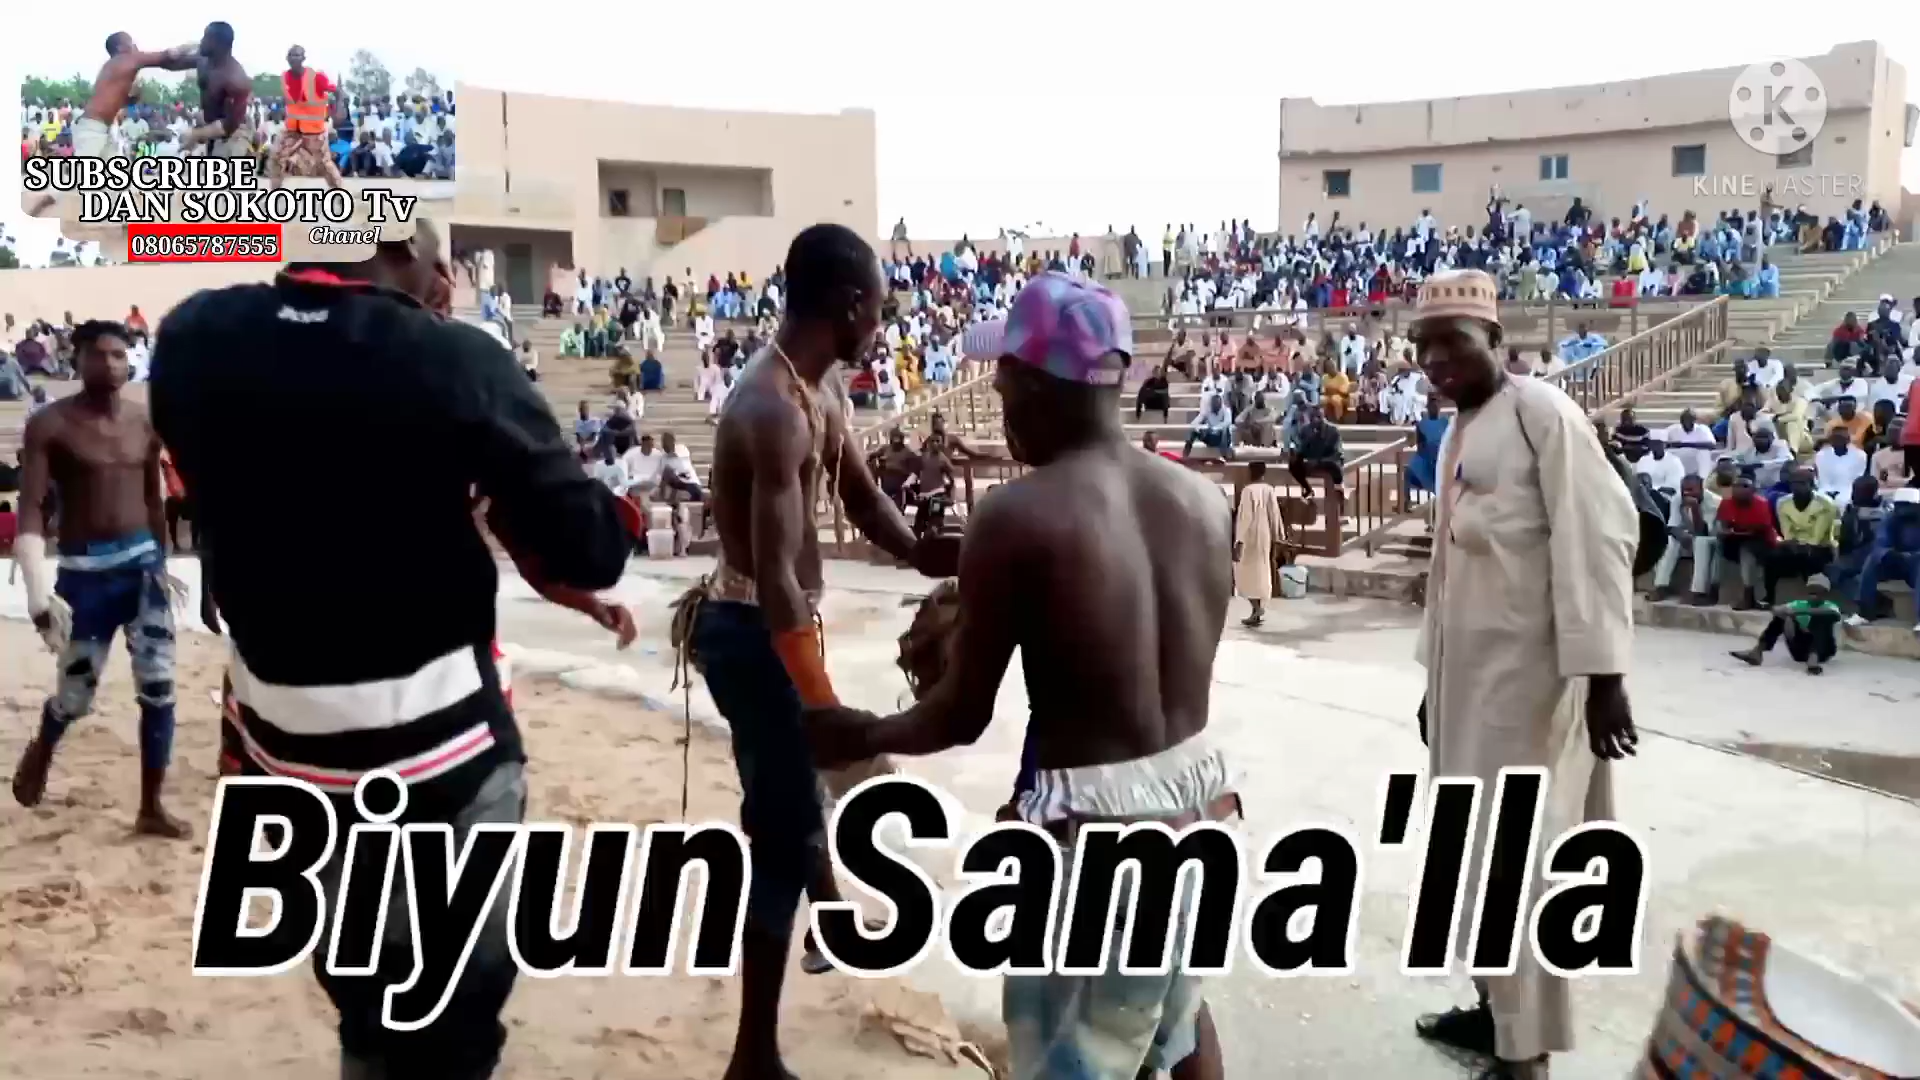 SUBSCRIBE
DAN SOKOTO Tv
Chanel
08065787555
K
KINEMASTER
Biyun Sama'lla